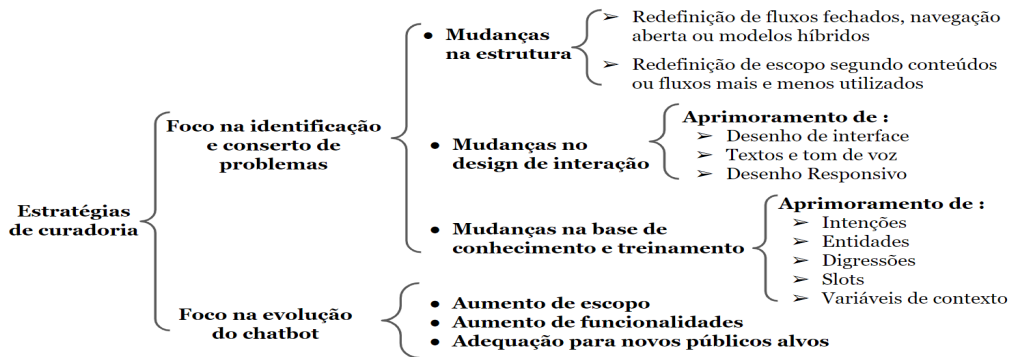 Estratégias
de curadoria
Foco na identificação
e conserto de
problemas
● Mudanças
na estrutura
➢ Redefinição de fluxos fechados, navegação
aberta ou modelos híbridos
➢ Redefinição de escopo segundo conteúdos
ou fluxos mais e menos utilizados
● Mudanças no
design de interação
Aprimoramento de :
➢ Desenho de interface
➢ Textos e tom de voz
➢ Desenho Responsivo
● Mudanças na base de
conhecimento e treinamento
Aprimoramento de :
➢ Intenções
➢ Entidades
➢ Digressões
➢ Slots
➢ Variáveis de contexto
Foco na evolução
do chatbot
● Aumento de escopo
● Aumento de funcionalidades
● Adequação para novos públicos alvos